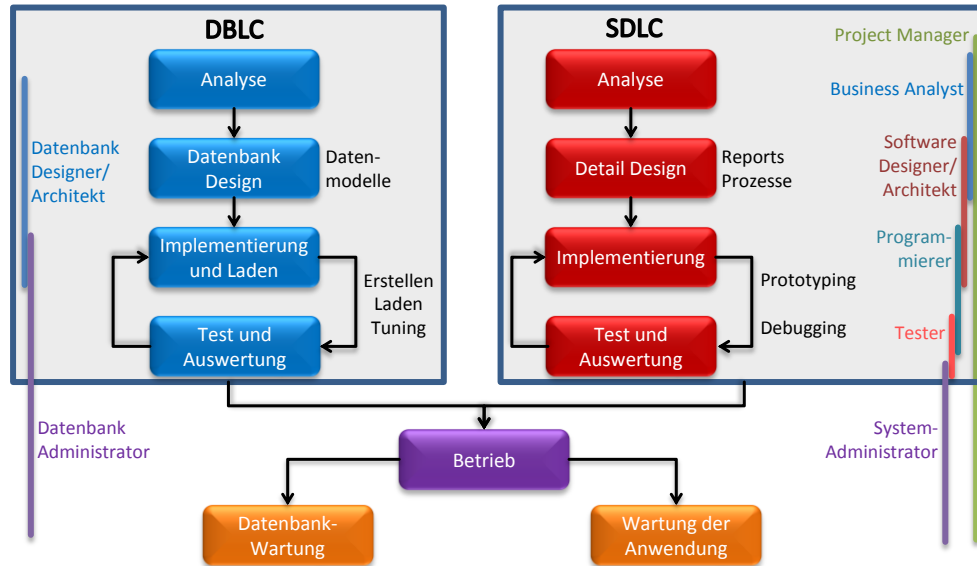 DBLC
Analyse
Datenbank
Design
Daten-
modelle
Implementierung
und Laden
Erstellen
Laden
Tuning
Test und
Auswertung
Datenbank
Designer/
Architekt
Datenbank
Administrator
SDLC
Analyse
Detail Design
Reports
Prozesse
Implementierung
Prototyping
Debugging
Test und
Auswertung
Project Manager
Business Analyst
Software
Designer/
Architekt
Program-
mierer
Tester
System-
Administrator
Betrieb
Datenbank-
Wartung
Wartung der
Anwendung